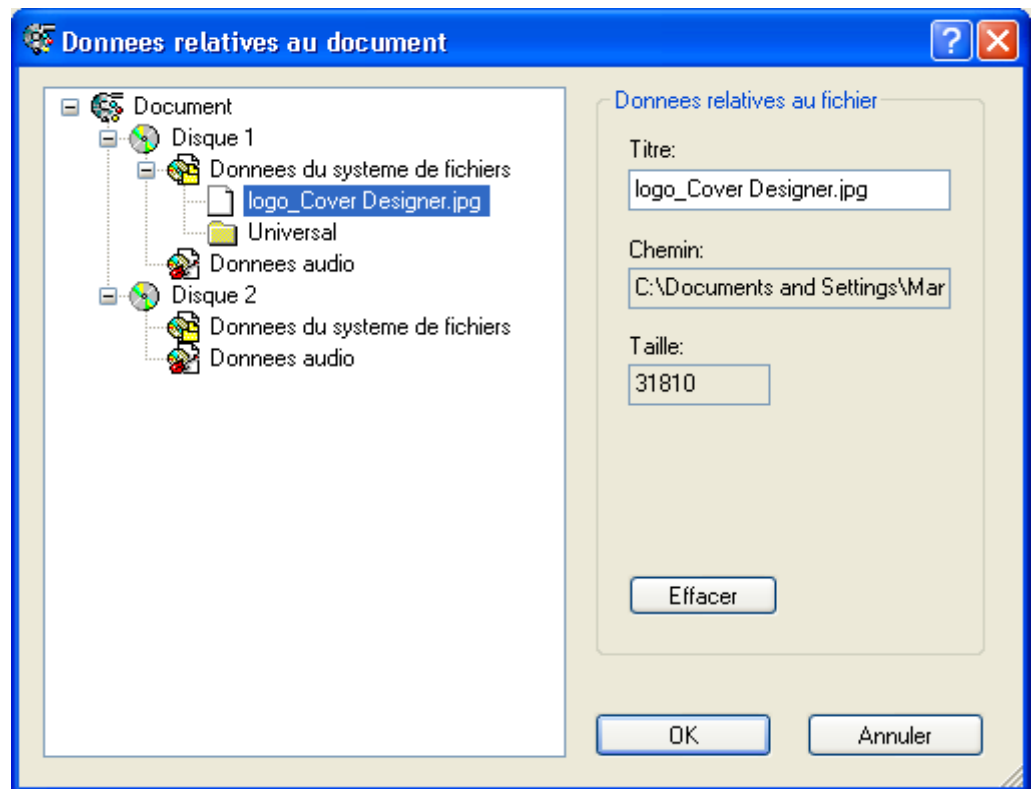 Donnees relatives au document
Document
Disque 1
Donnees du systeme de fichiers
logo_Cover Designer.jpg
Universal
Donnees audio
Disque 2
Donnees du systeme de fichiers
Donnees audio
Donnees relatives au fichier
Titre:
logo_Cover Designer.jpg
Chemin:
C:\Documents and Settings\Mar
Taille:
31810
Effacer
OK
Annuler